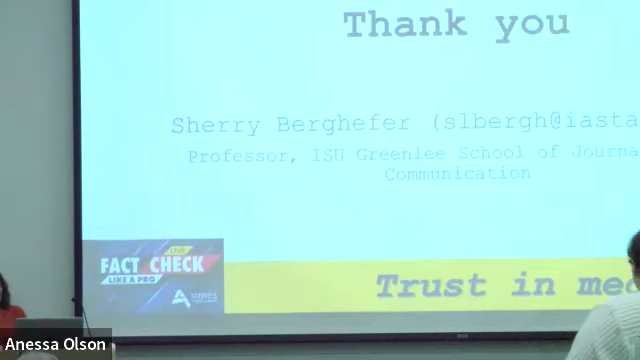 Thank you
Sherry Berghefer (slbergh@iasta
Professor, ISU Greenlee School of Journa
Communication
LIVE
FACT CHECK
LIKE A PRO
ames
Trust in med
Anessa Olson